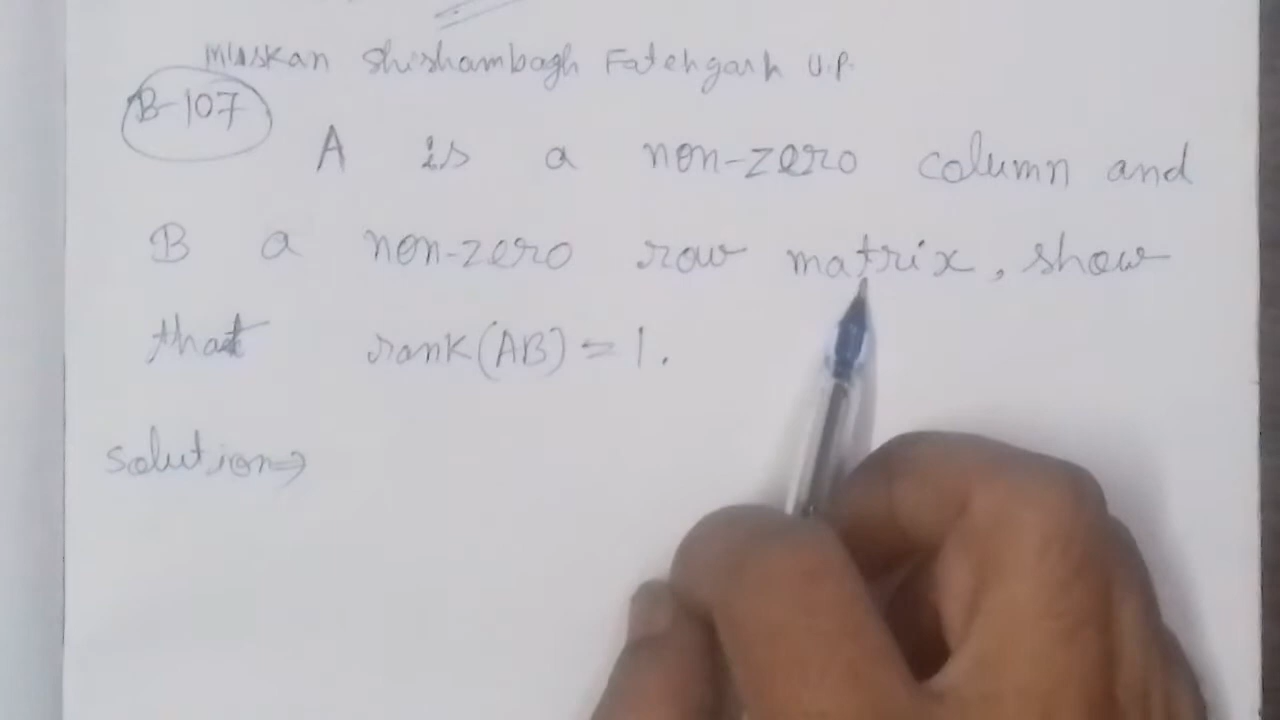 Muskan Shishambagh Fatehgarh U.P.
B-107
A is a non-zero column and
B a non-zero row matrix, show
that rank(AB) = 1.
Solution⇒